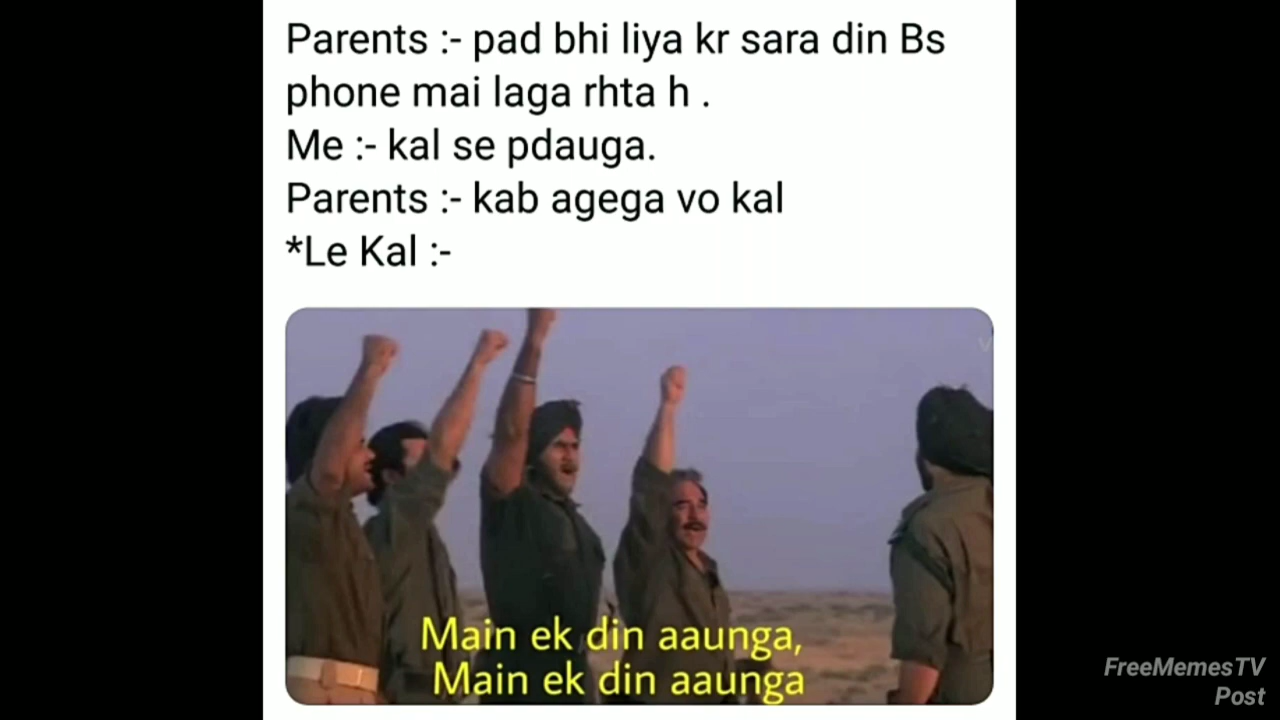 Parents :- pad bhi liya kr sara din Bs
phone mai laga rhta h .
Me :- kal se pdauga.
Parents :- kab agega vo kal
*Le Kal :-
Main ek din aaunga,
Main ek din aaunga
FreeMemesTV
Post